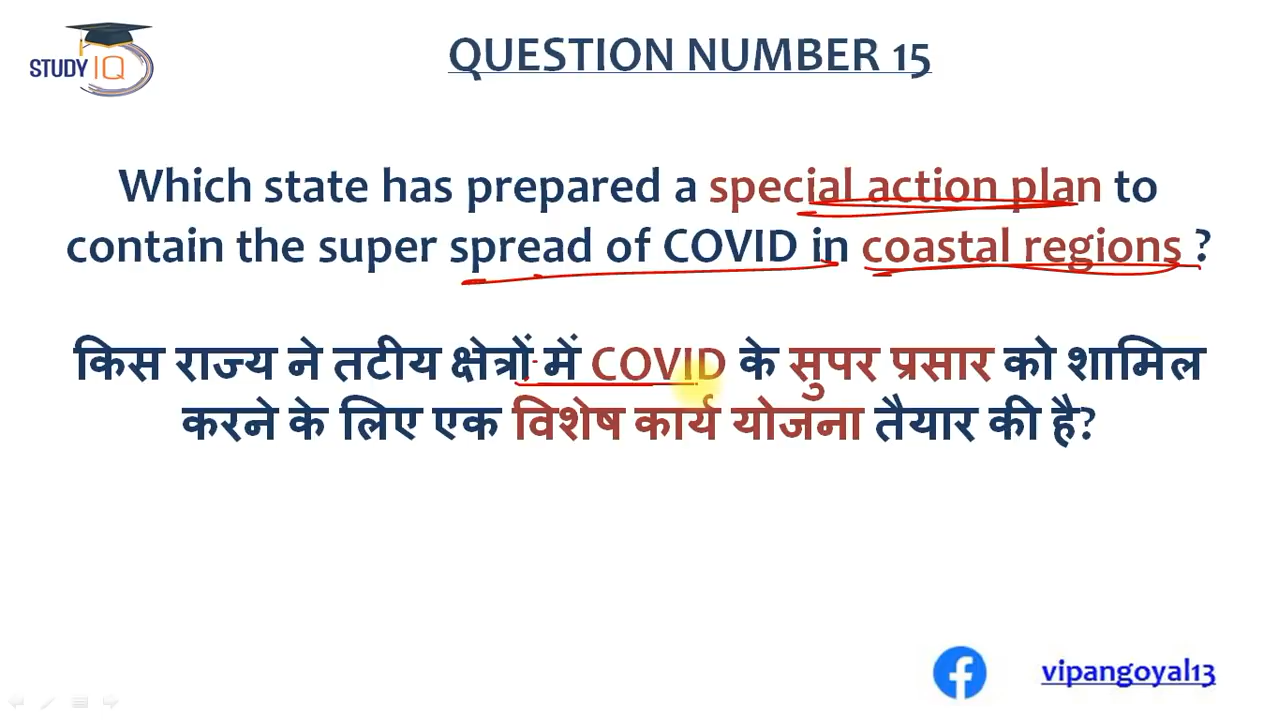 STUDY IQ
QUESTION NUMBER 15
Which state has prepared a special action plan to
contain the super spread of COVID in coastal regions ?
किस राज्य ने तटीय क्षेत्रों में COVID के सुपर प्रसार को शामिल
करने के लिए एक विशेष कार्य योजना तैयार की है?
vipangoyal13